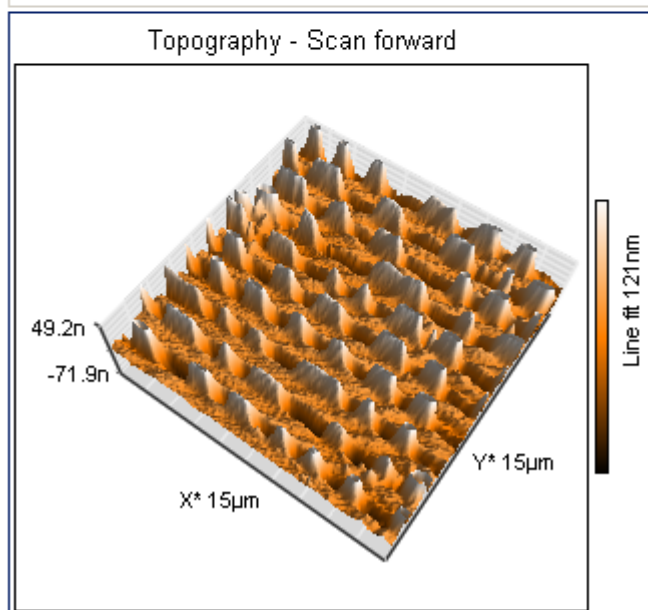 Topography - Scan forward
49.2n
-71.9n
X* 15µm
Y* 15µm
Line fit 121nm